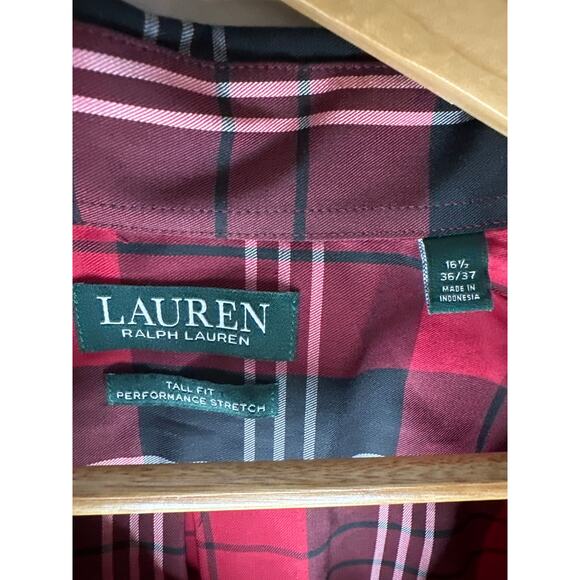 LAUREN
RALPH LAUREN
TALL FIT
PERFORMANCE STRETCH
16½
36/37
MADE IN
INDONESIA